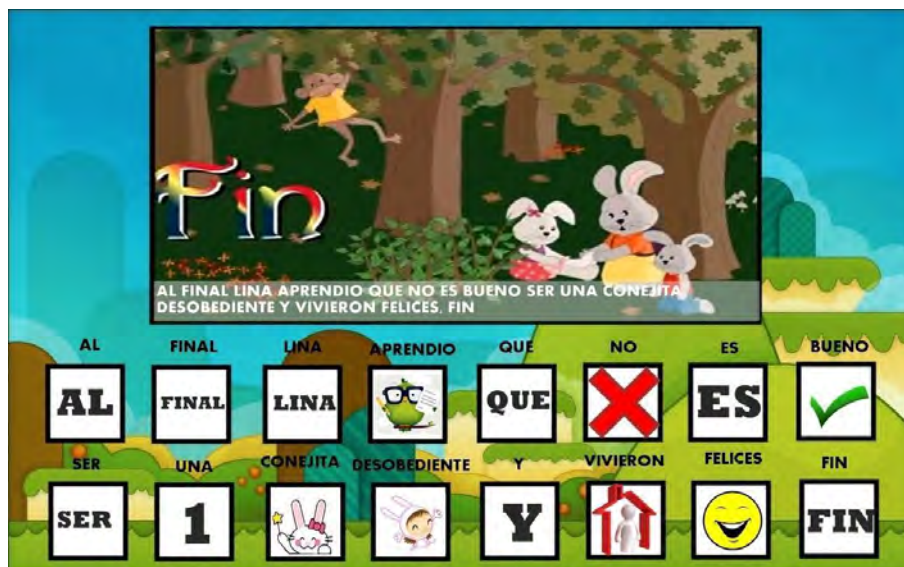 Fin
AL FINAL LINA APRENDIO QUE NO ES BUENO SER UNA CONEJITA
DESOBEDIENTE Y VIVIERON FELICES. FIN
AL FINAL LINA APRENDIO QUE NO ES BUENO
AL FINAL LINA QUE ES
SER UNA CONEJITA DESOBEDIENTE Y VIVIERON FELICES FIN
SER 1 Y FIN